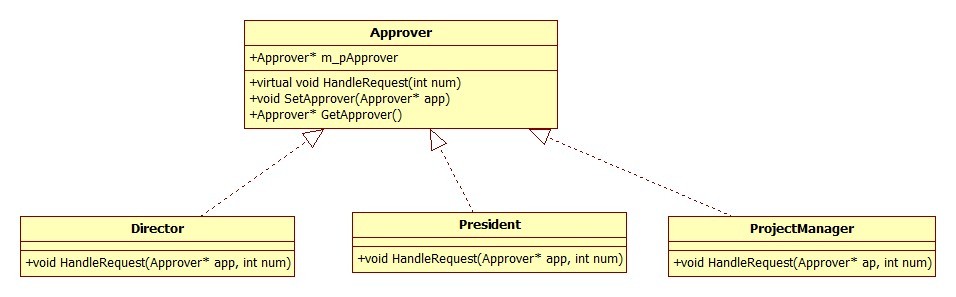 Approver
+Approver* m_pApprover
+virtual void HandleRequest(int num)
+void SetApprover(Approver* app)
+Approver* GetApprover()
Director
+void HandleRequest(Approver* app, int num)
President
+void HandleRequest(Approver* app, int num)
ProjectManager
+void HandleRequest(Approver* ap, int num)